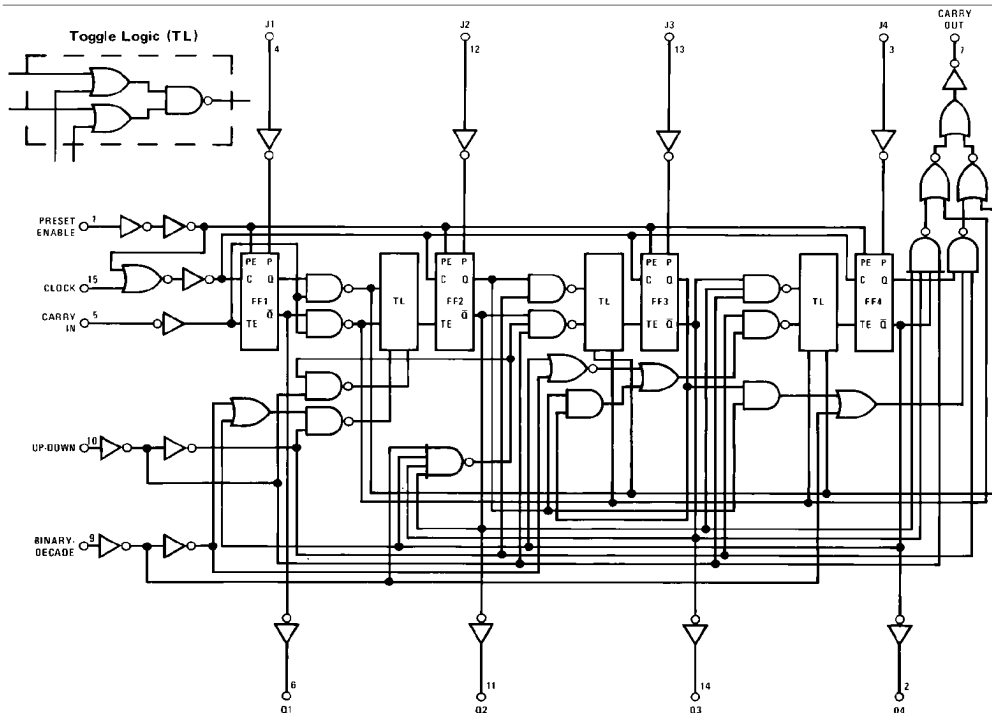 Toggle Logic (TL)
J1
4
J2
12
J3
13
J4
3
CARRY
OUT
7
PRESET
ENABLE
1
CLOCK
15
CARRY
IN
5
PE P
C Q
FF1
TE Q̅
TL
PE P
C Q
FF2
TE Q̅
TL
PE P
C Q
FF3
TE Q̅
TL
PE P
C Q
FF4
TE Q̅
UP-DOWN
10
BINARY-
DECADE
9
6
Q1
11
Q2
14
Q3
2
Q4